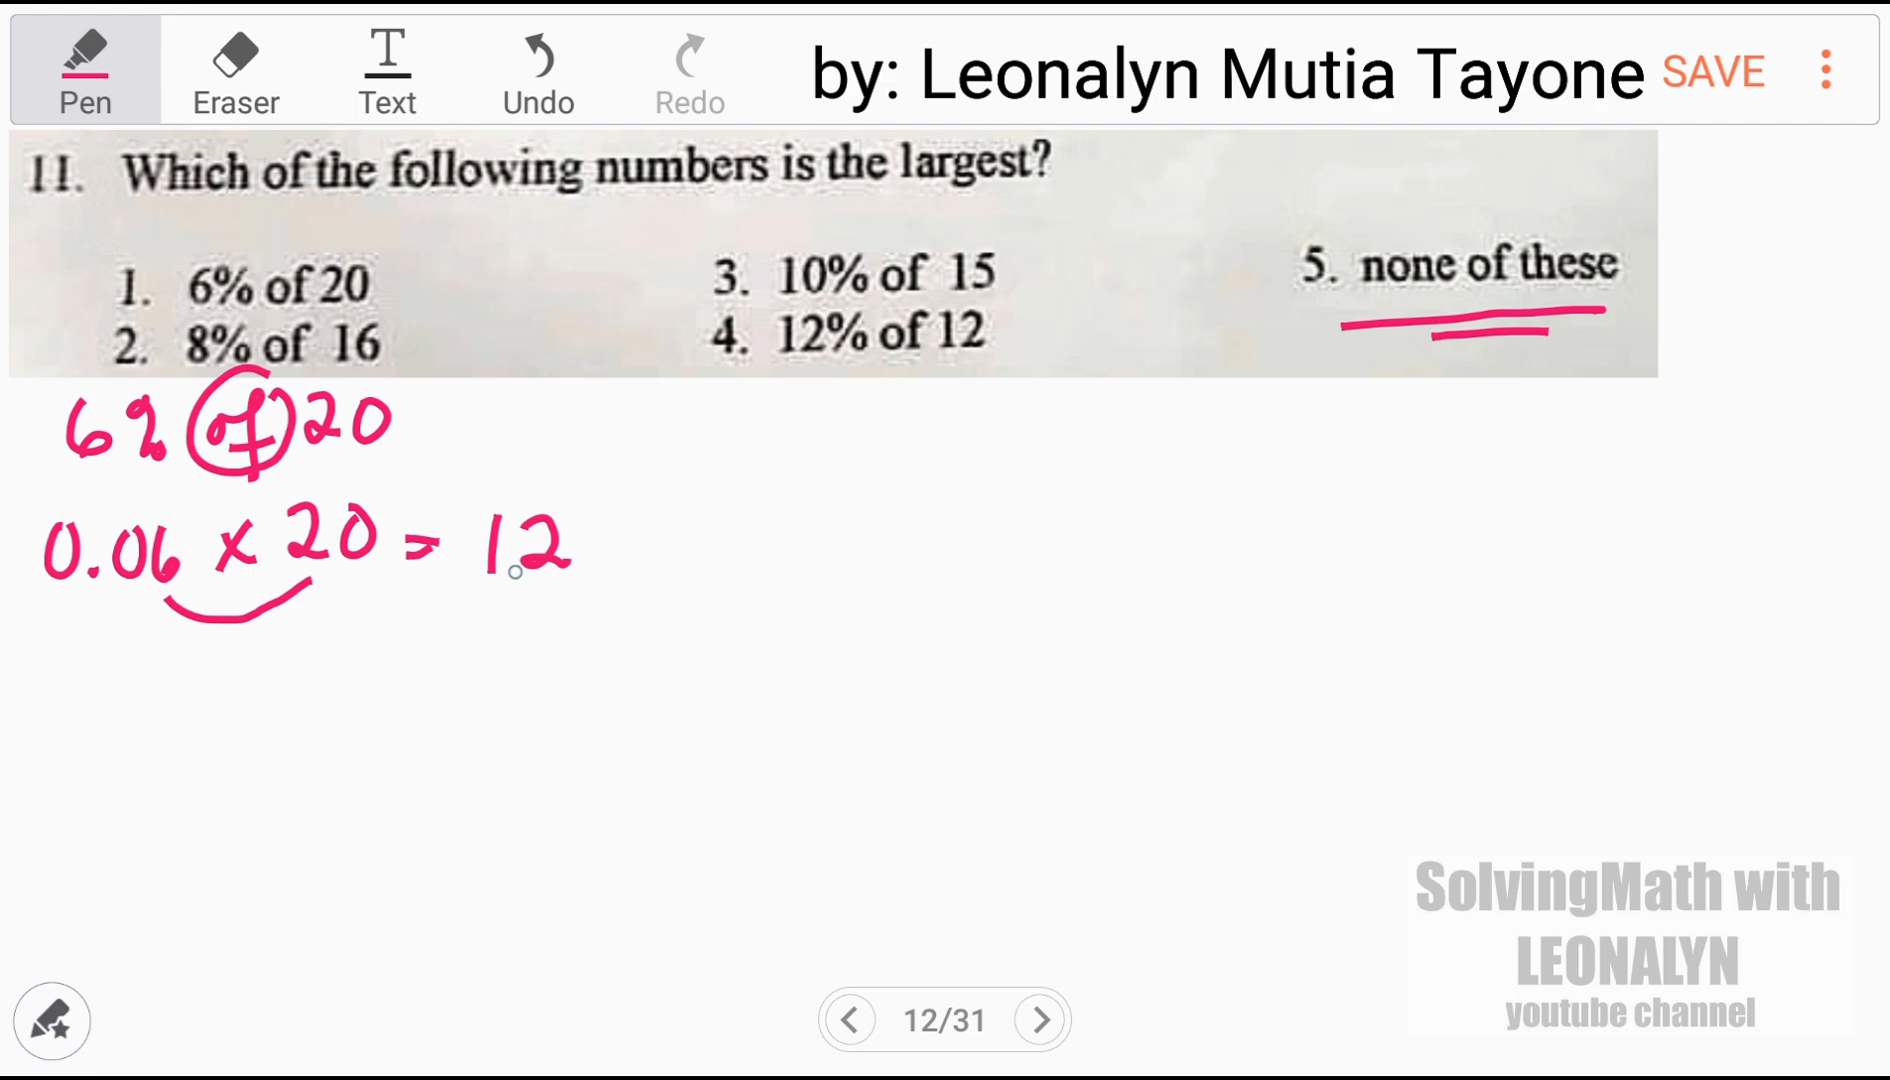 Pen Eraser Text Undo Redo by: Leonalyn Mutia Tayone SAVE
11. Which of the following numbers is the largest?
1. 6% of 20
2. 8% of 16
3. 10% of 15
4. 12% of 12
5. none of these
6% of 20
0.06 × 20 = 1.2
SolvingMath with
LEONALYN
youtube channel
12/31